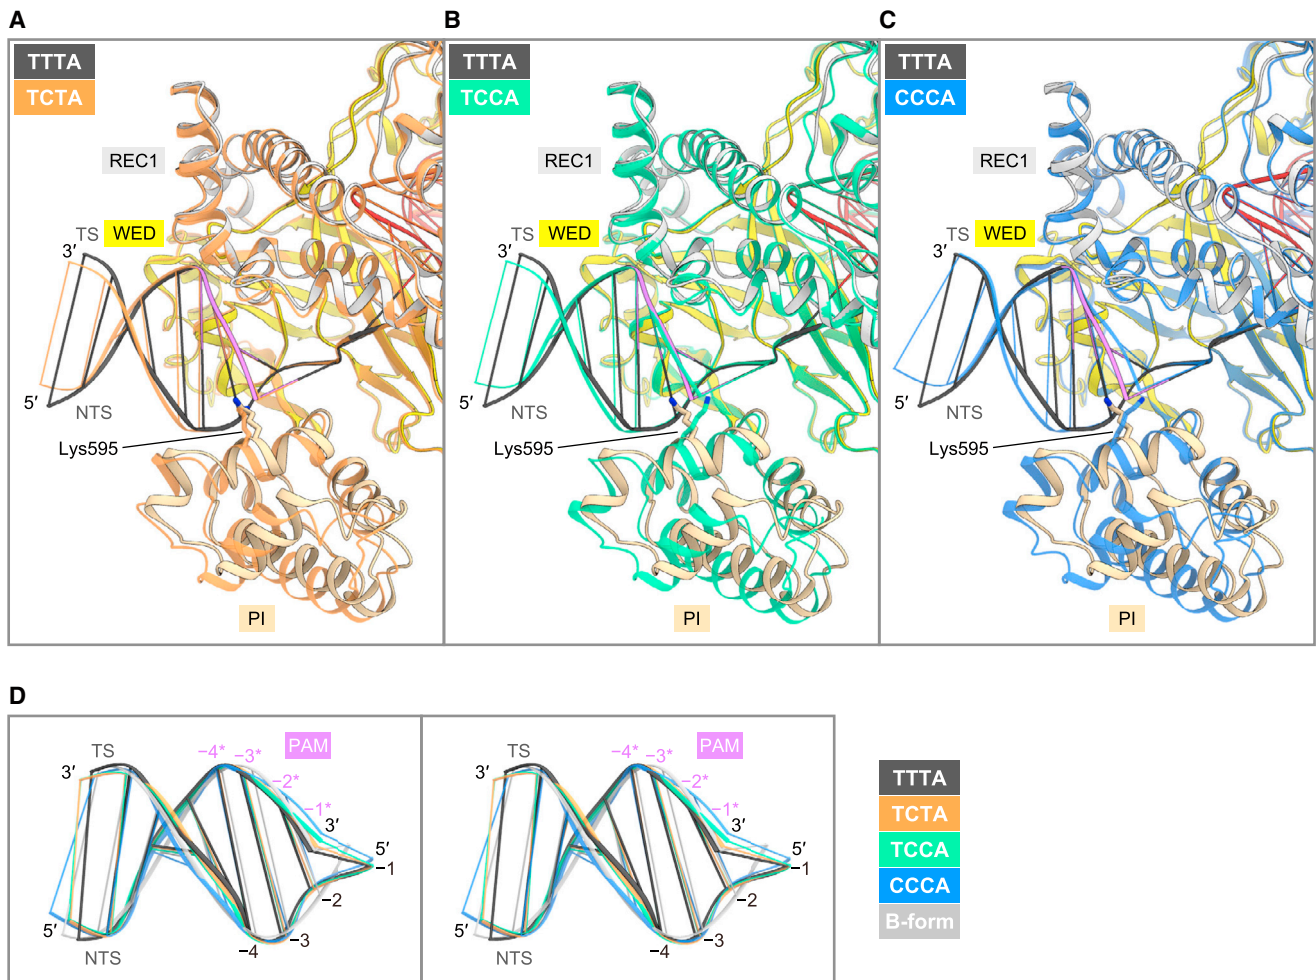 A
TTTA
TCTA
REC1
TS
WED
3′
5′
NTS
Lys595
PI
B
TTTA
TCCA
REC1
TS
WED
3′
5′
NTS
Lys595
PI
C
TTTA
CCCA
REC1
TS
WED
3′
5′
NTS
Lys595
PI
D
TS
3′
−4*
−3*
PAM
−2*
−1*
3′
5′
−1
−2
−3
−4
5′
NTS
TS
3′
−4*
−3*
PAM
−2*
−1*
3′
5′
−1
−2
−3
−4
5′
NTS
TTTA
TCTA
TCCA
CCCA
B-form